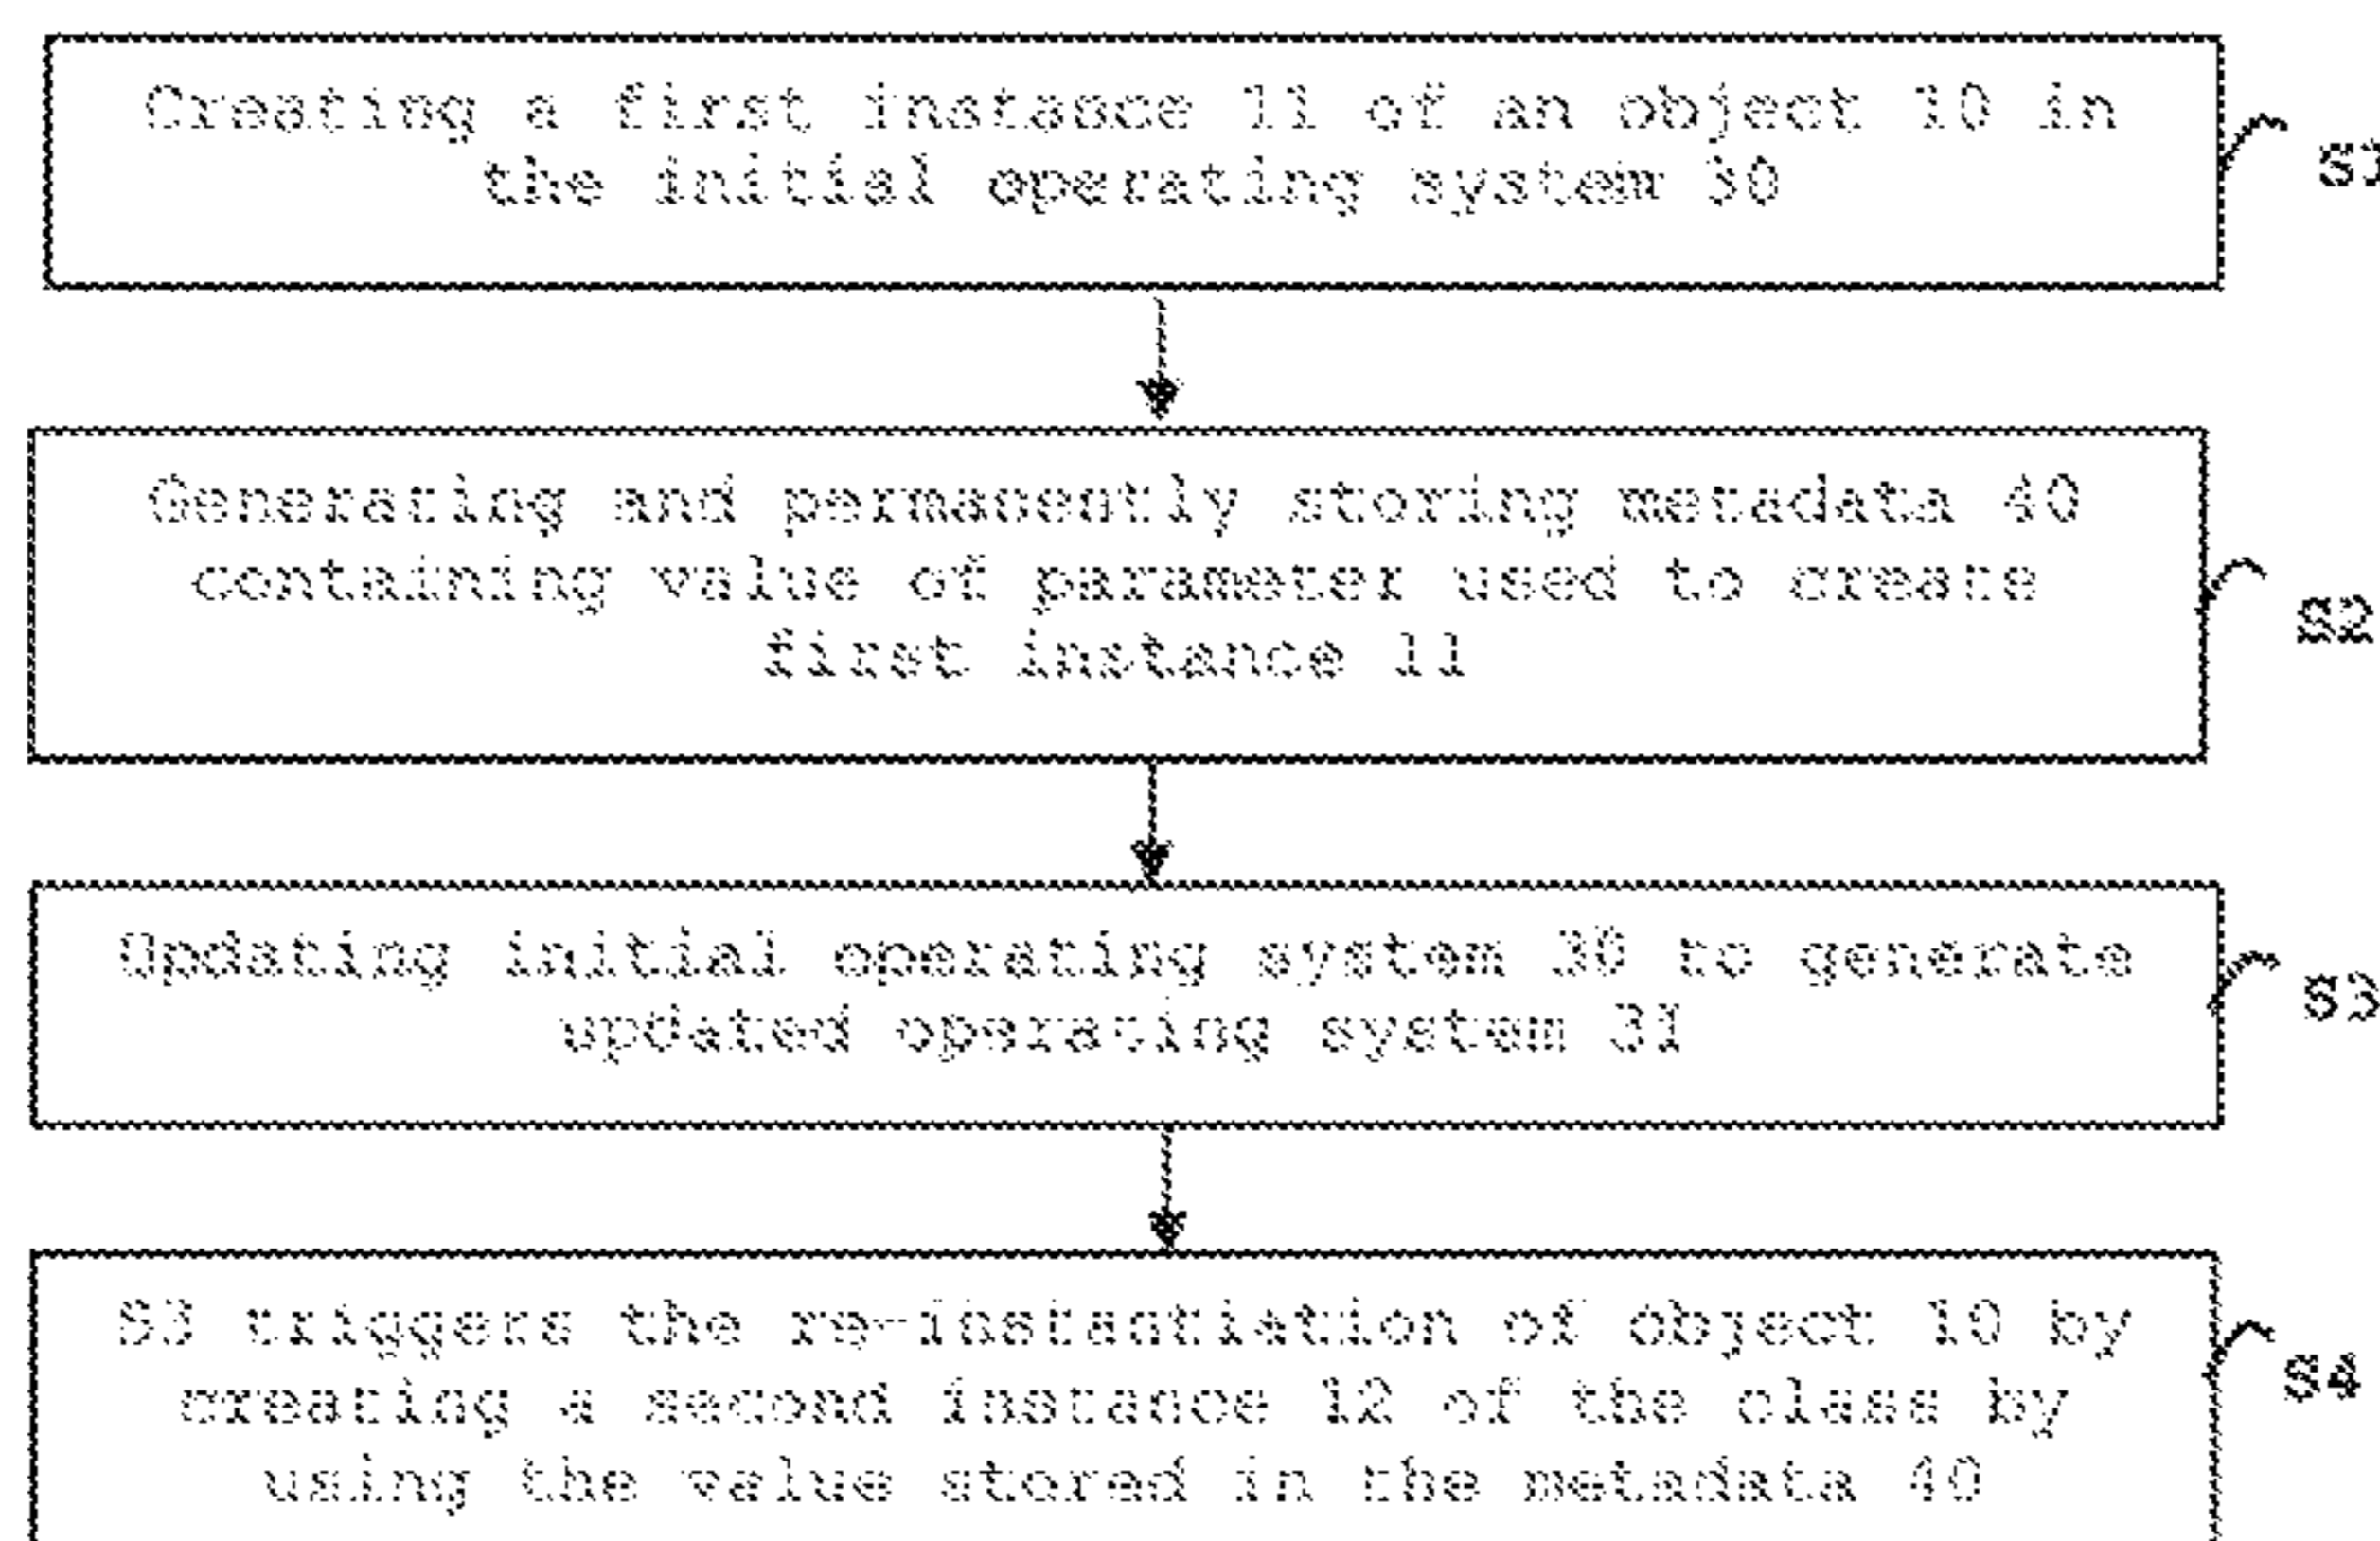 Creating a first instance 11 of an object 10 in
the initial operating system 30
S1
Generating and permanently storing metadata 40
containing value of parameter used to create
first instance 11
S2
Updating initial operating system 30 to generate
updated operating system 31
S3
S3 triggers the re-instantiation of object 10 by
creating a second instance 12 of the class by
using the value stored in the metadata 40
S4